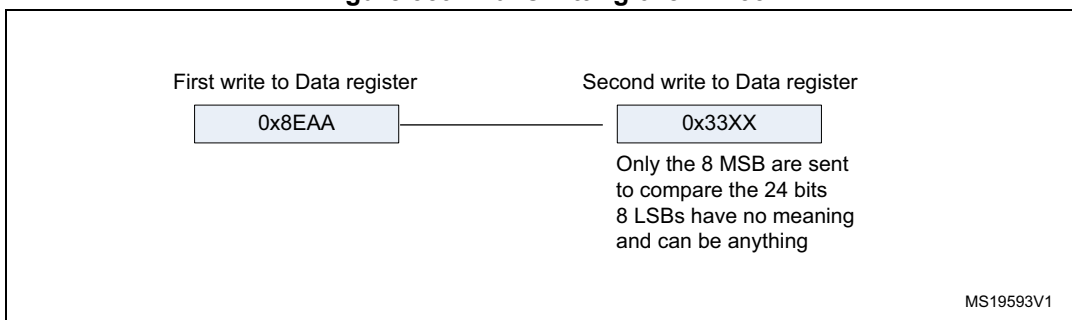 First write to Data register
0x8EAA
Second write to Data register
0x33XX
Only the 8 MSB are sent
to compare the 24 bits
8 LSBs have no meaning
and can be anything
MS19593V1